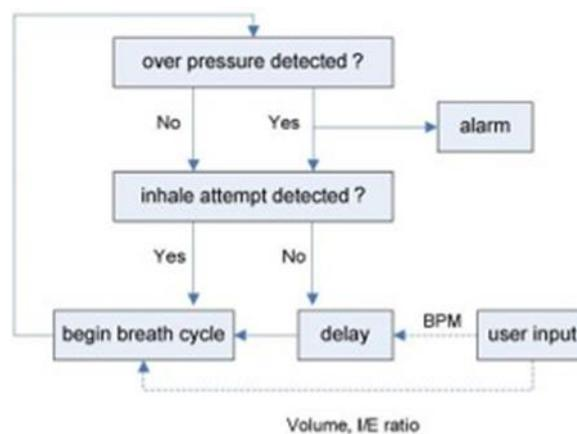 over pressure detected ?
No
Yes
alarm
inhale attempt detected ?
Yes
No
begin breath cycle
delay
BPM
user input
Volume, I/E ratio